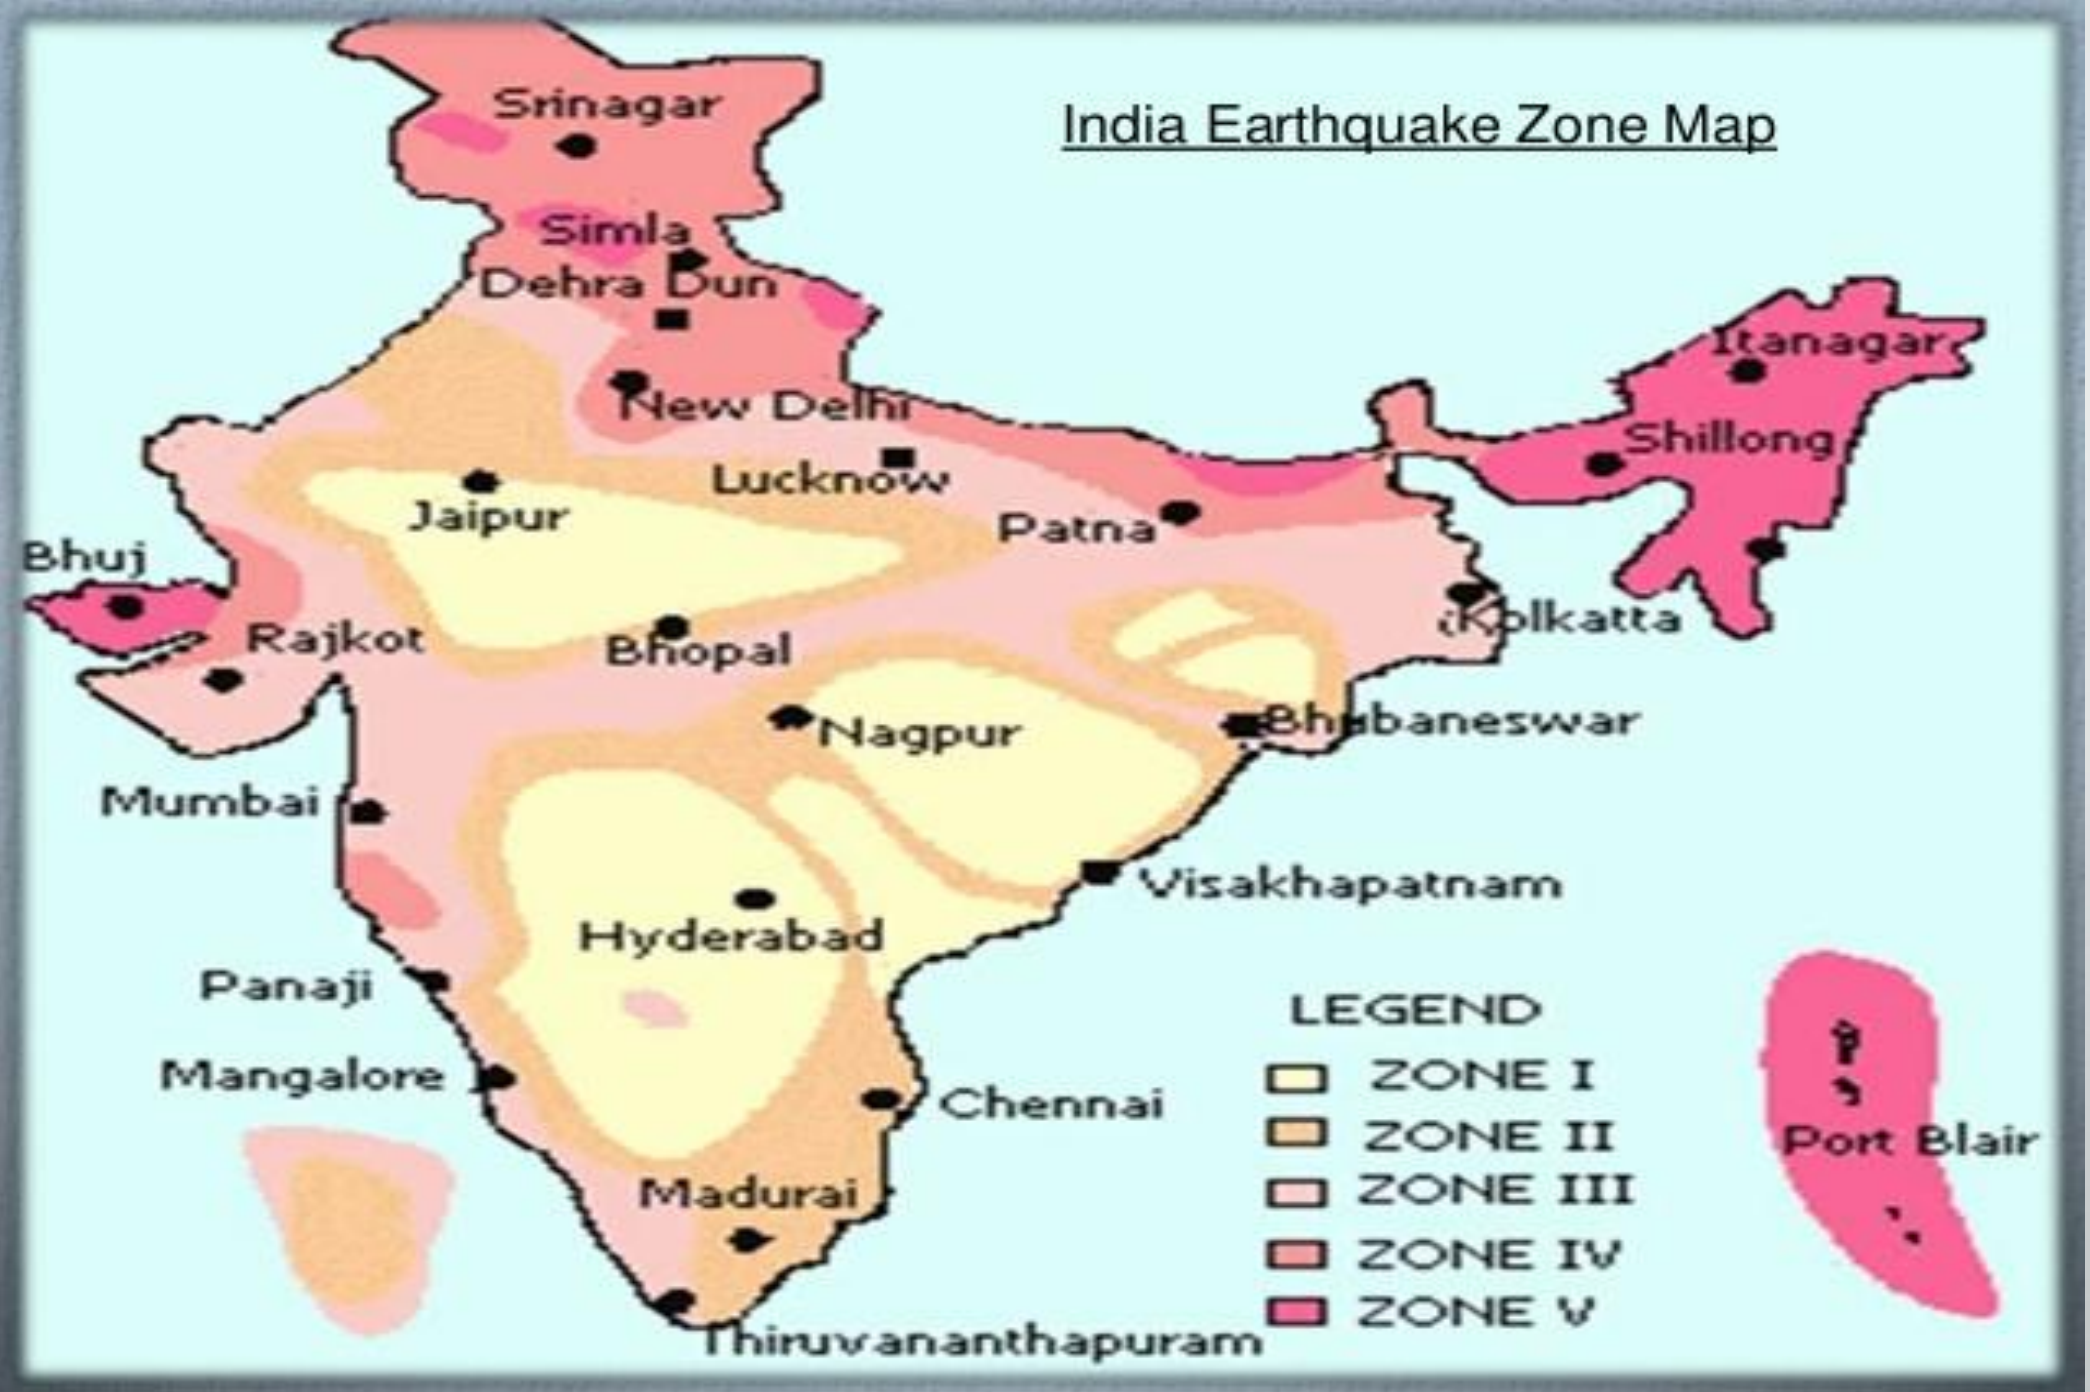 India Earthquake Zone Map
Srinagar
Simla
Dehra Dun
New Delhi
Lucknow
Jaipur
Patna
Itanagar
Shillong
Bhuj
Rajkot
Bhopal
Kolkatta
Nagpur
Bhubaneswar
Mumbai
Visakhapatnam
Hyderabad
Panaji
Mangalore
Chennai
Madurai
Thiruvananthapuram
Port Blair
LEGEND
ZONE I
ZONE II
ZONE III
ZONE IV
ZONE V